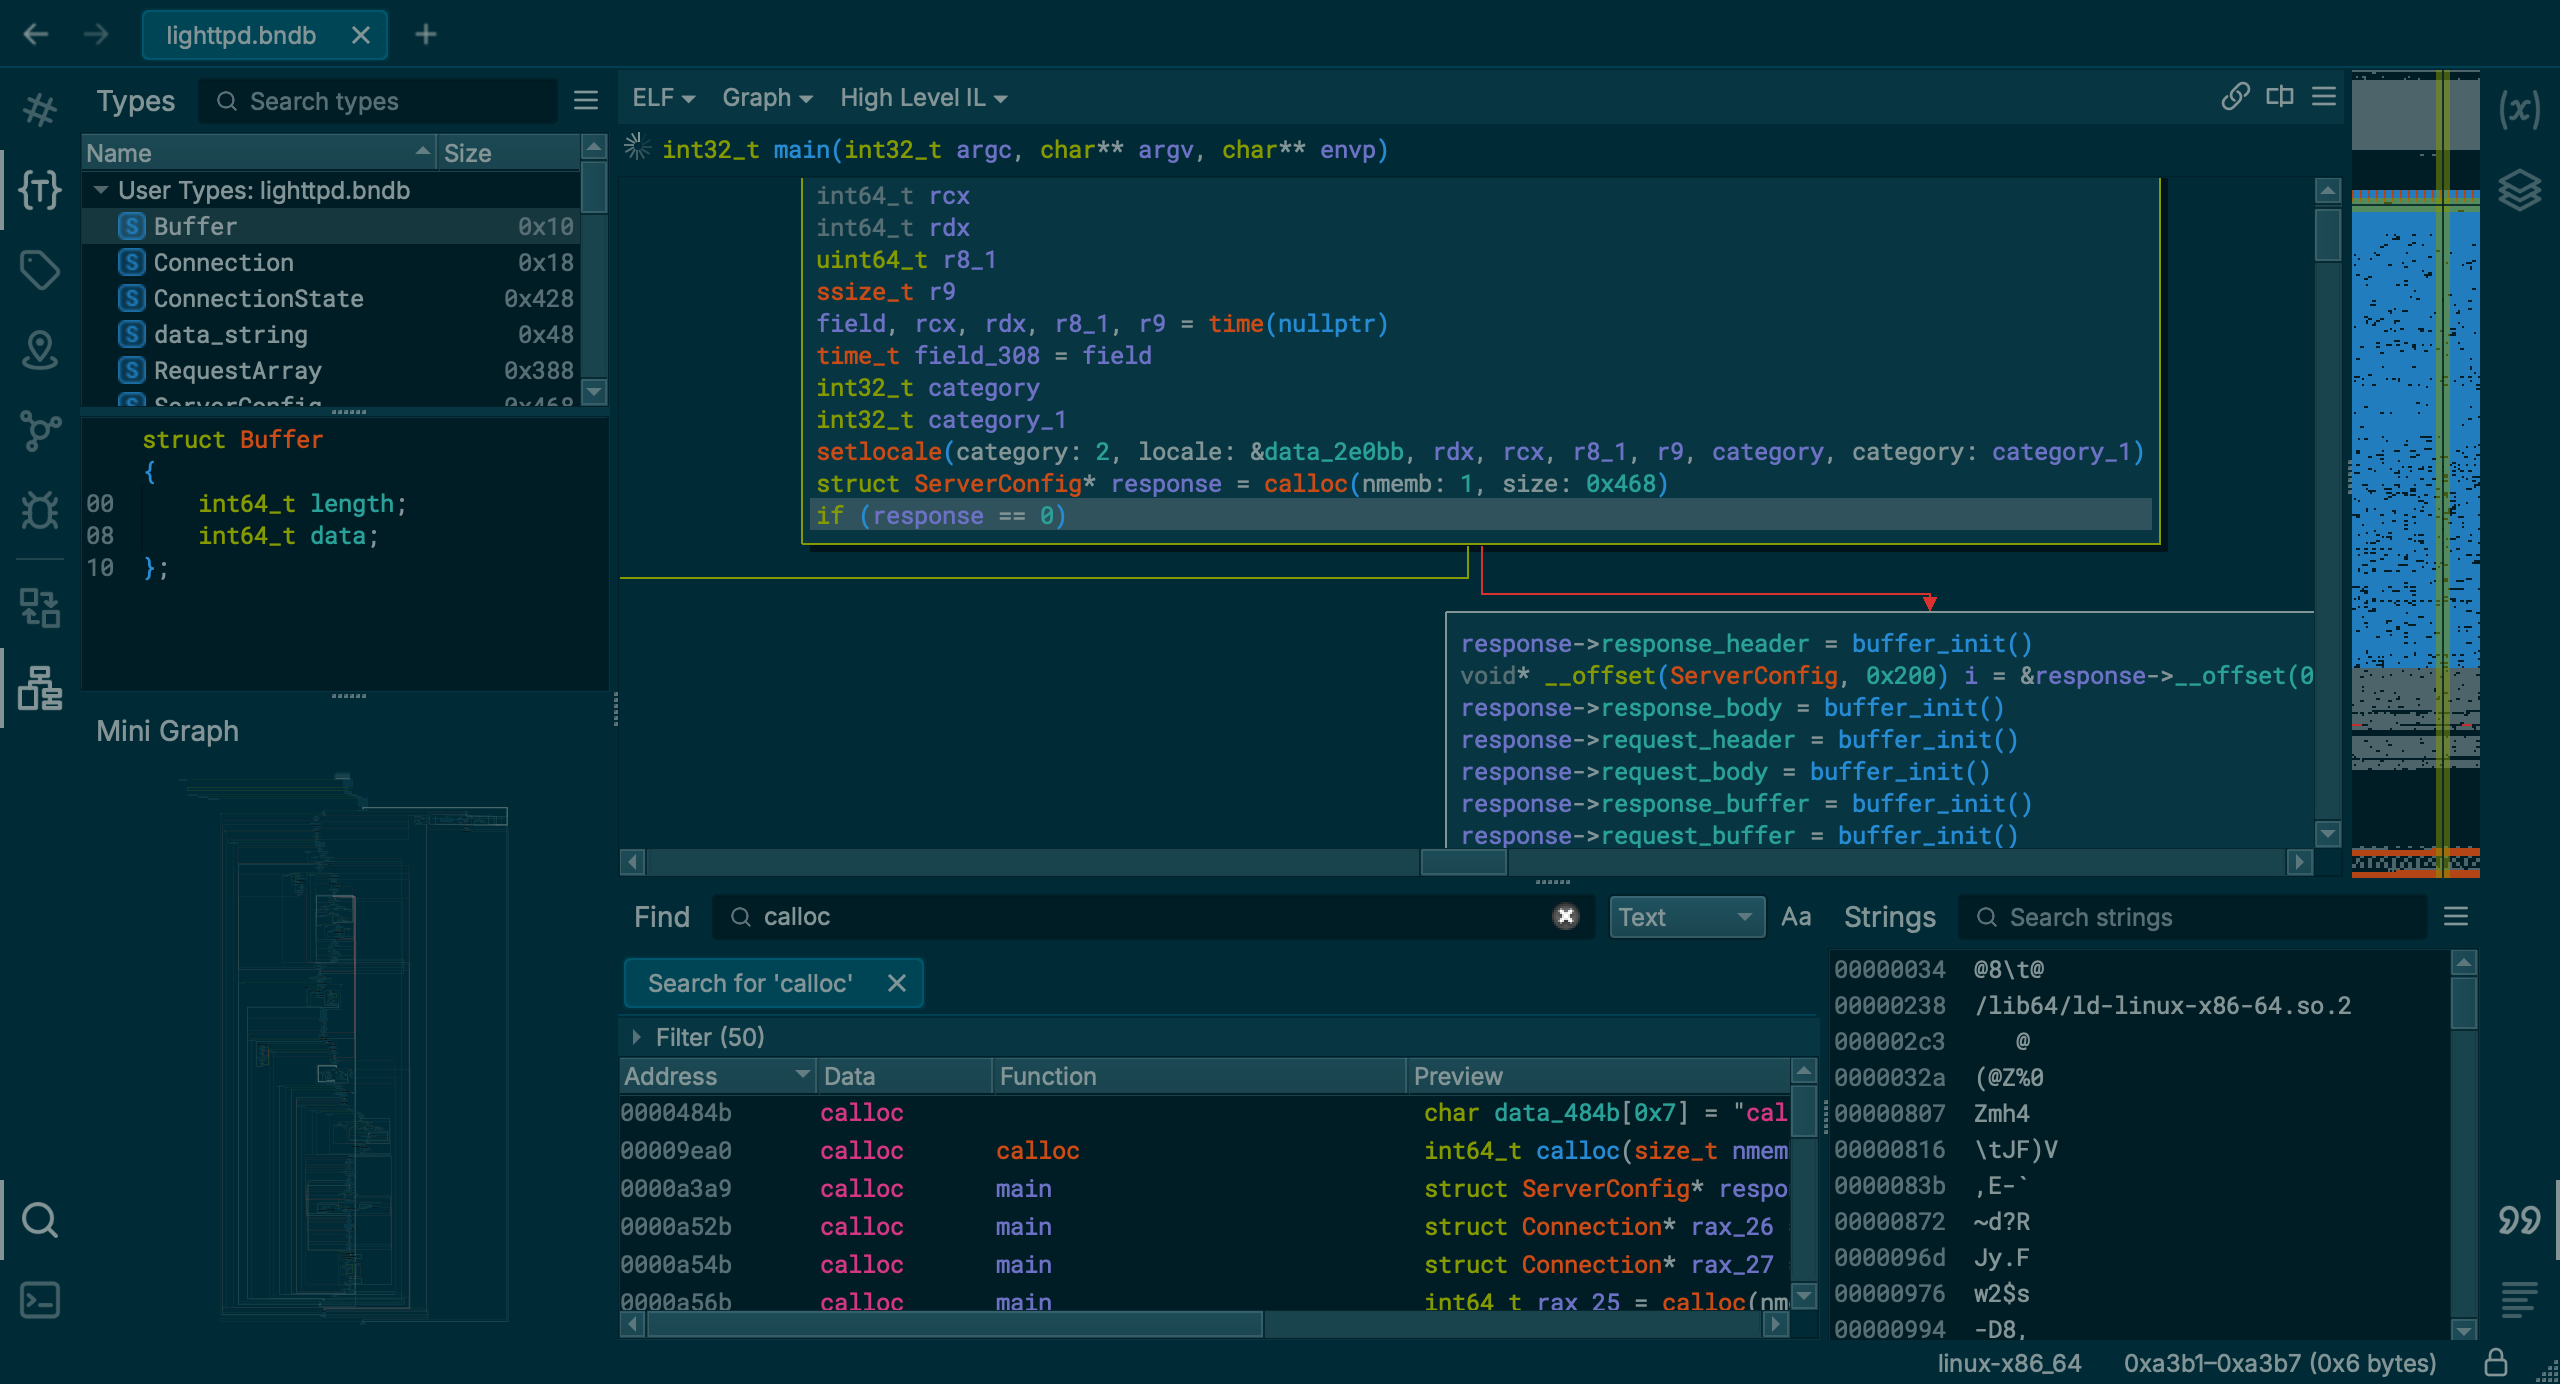 lighttpd.bndb
Types
Search types
Name Size
User Types: lighttpd.bndb
S Buffer 0x10
S Connection 0x18
S ConnectionState 0x428
S data_string 0x48
S RequestArray 0x388
S ServerConfig 0x468
struct Buffer
{
00 int64_t length;
08 int64_t data;
10 };
Mini Graph
ELF Graph High Level IL
int32_t main(int32_t argc, char** argv, char** envp)
int64_t rcx
int64_t rdx
uint64_t r8_1
ssize_t r9
field, rcx, rdx, r8_1, r9 = time(nullptr)
time_t field_308 = field
int32_t category
int32_t category_1
setlocale(category: 2, locale: &data_2e0bb, rdx, rcx, r8_1, r9, category, category: category_1)
struct ServerConfig* response = calloc(nmemb: 1, size: 0x468)
if (response == 0)
response->response_header = buffer_init()
void* __offset(ServerConfig, 0x200) i = &response->__offset(0
response->response_body = buffer_init()
response->request_header = buffer_init()
response->request_body = buffer_init()
response->response_buffer = buffer_init()
response->request_buffer = buffer_init()
Find calloc Text Aa
Search for 'calloc'
Filter (50)
Address Data Function Preview
0000484b calloc char data_484b[0x7] = "cal
00009ea0 calloc calloc int64_t calloc(size_t nmem
0000a3a9 calloc main struct ServerConfig* respo
0000a52b calloc main struct Connection* rax_26
0000a54b calloc main struct Connection* rax_27
0000a56b calloc main int64_t rax_25 = calloc(nm
Strings
Search strings
00000034 @8\t@
00000238 /lib64/ld-linux-x86-64.so.2
000002c3 @
0000032a (@Z%0
00000807 Zmh4
00000816 \tJF)V
0000083b ,E-`
00000872 ~d?R
0000096d Jy.F
00000976 w2$s
00000994 -D8,
linux-x86_64 0xa3b1–0xa3b7 (0x6 bytes)